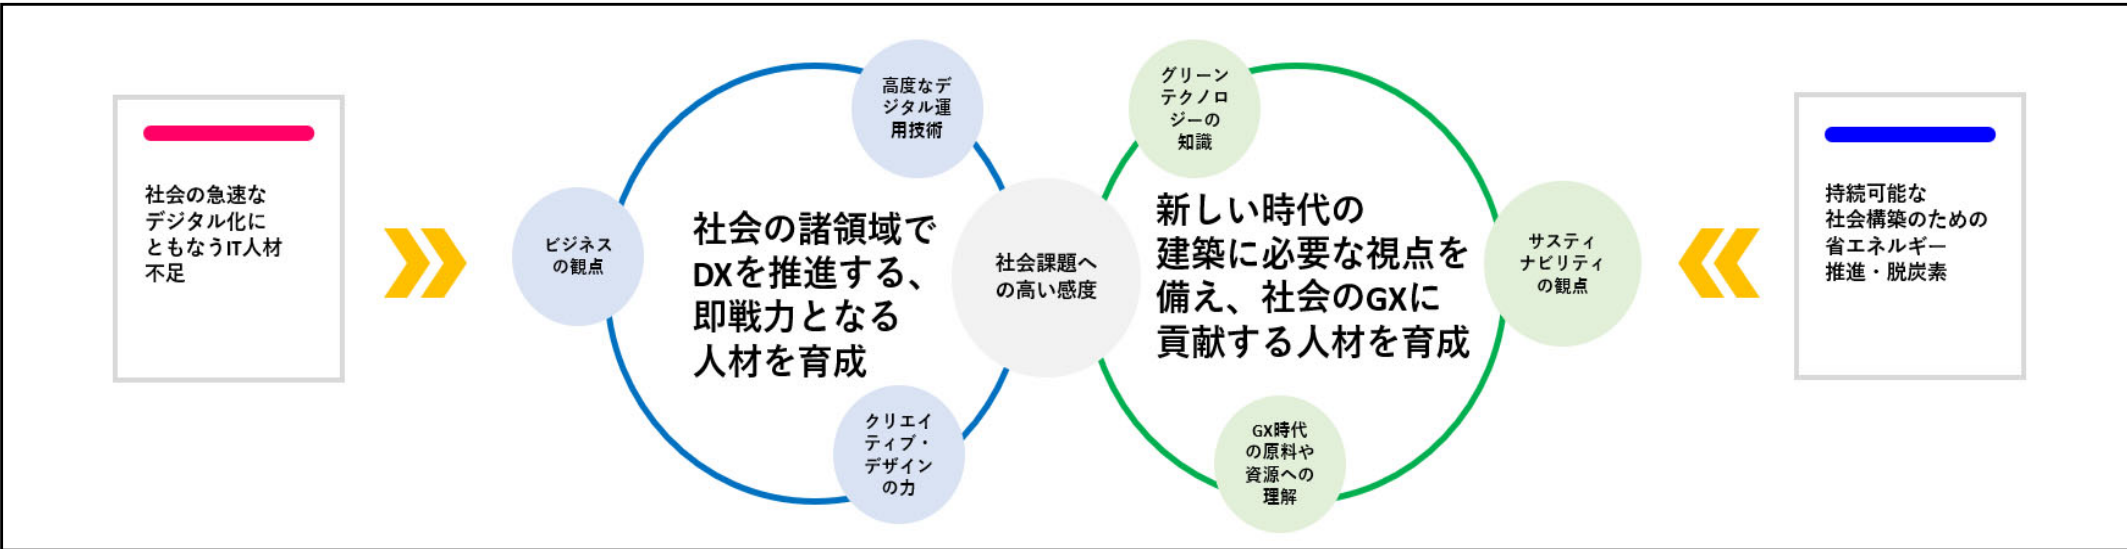 社会の急速な
デジタル化に
ともなうIT人材
不足
ビジネス
の観点
高度なデ
ジタル運
用技術
社会の諸領域で
DXを推進する、
即戦力となる
人材を育成
クリエイ
ティブ・
デザイン
の力
社会課題へ
の高い感度
グリーン
テクノロ
ジーの
知識
新しい時代の
建築に必要な視点を
備え、社会のGXに
貢献する人材を育成
GX時代
の原料や
資源への
理解
サスティ
ナビリティ
の観点
持続可能な
社会構築のための
省エネルギー
推進・脱炭素